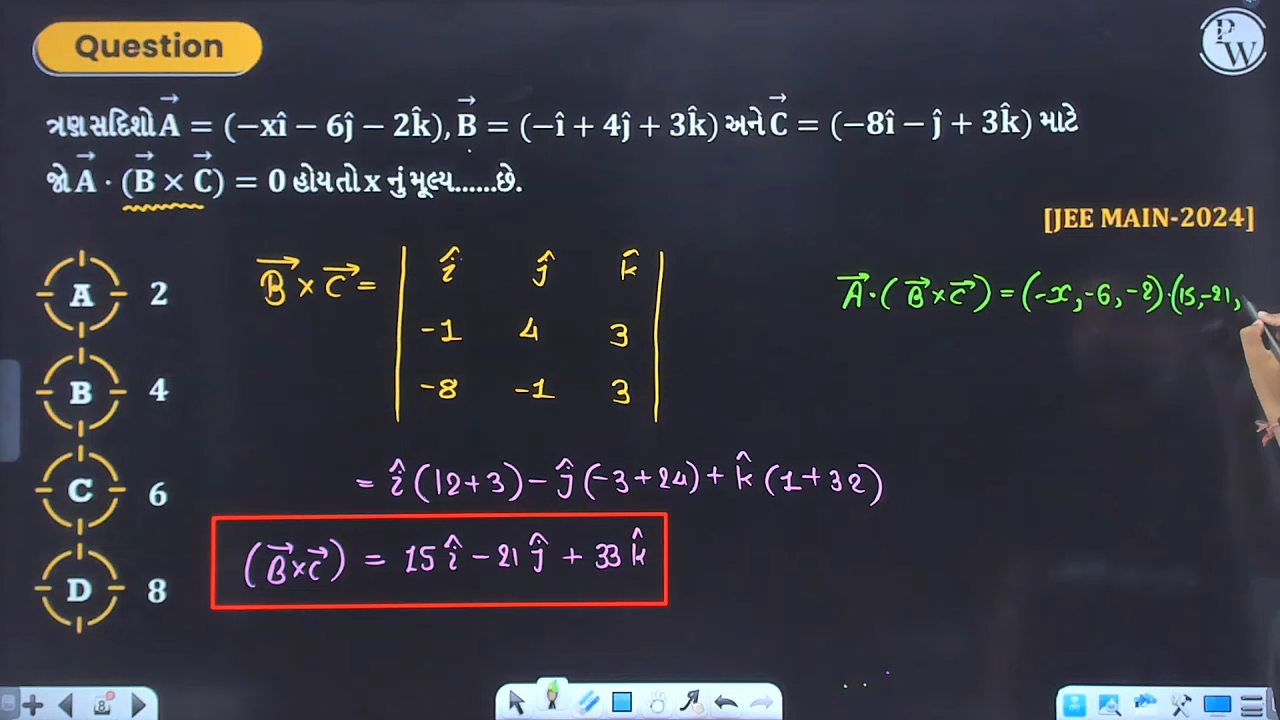 Question
PW
ત્રણ સદિશો A⃗ = (−xî − 6ĵ − 2k̂), B⃗ = (−î + 4ĵ + 3k̂) અને C⃗ = (−8î − ĵ + 3k̂) માટે
જો A⃗ · (B⃗ × C⃗) = 0 હોય તો x નું મૂલ્ય......છે.
[JEE MAIN-2024]
A 2
B 4
C 6
D 8
B⃗ × C⃗ = | î ĵ k̂ |
| -1 4 3 |
| -8 -1 3 |
= î (12+3) − ĵ (-3+24) + k̂ (1+32)
(B⃗×C⃗) = 15 î − 21 ĵ + 33 k̂
A⃗·(B⃗×C⃗) = (-x, -6, -2)·(15, -21,
8